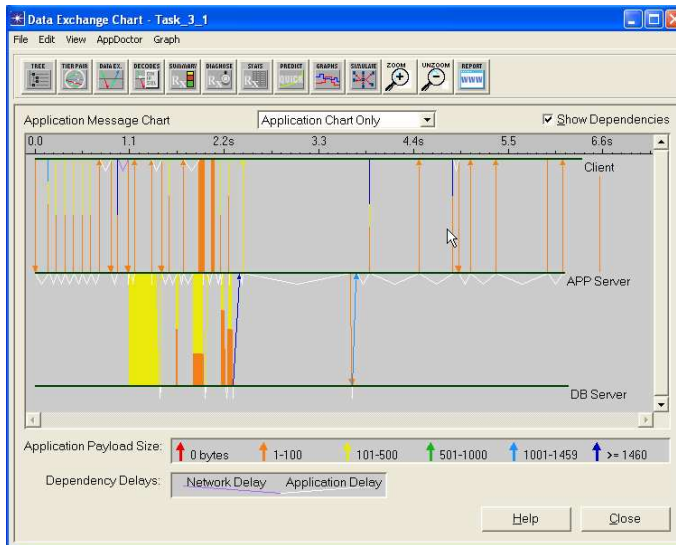 Data Exchange Chart - Task_3_1
File Edit View AppDoctor Graph
TREE TIER PAIR DATA EX. DECODES SUMMARY DIAGNOSE STATS PREDICT GRAPHS SIMULATE ZOOM UNZOOM REPORT
QUICK WWW
Application Message Chart Application Chart Only Show Dependencies
0.0 1.1 2.2s 3.3 4.4s 5.5 6.6s
Client
APP Server
DB Server
Application Payload Size: 0 bytes 1-100 101-500 501-1000 1001-1459 >= 1460
Dependency Delays: Network Delay Application Delay
Help Close